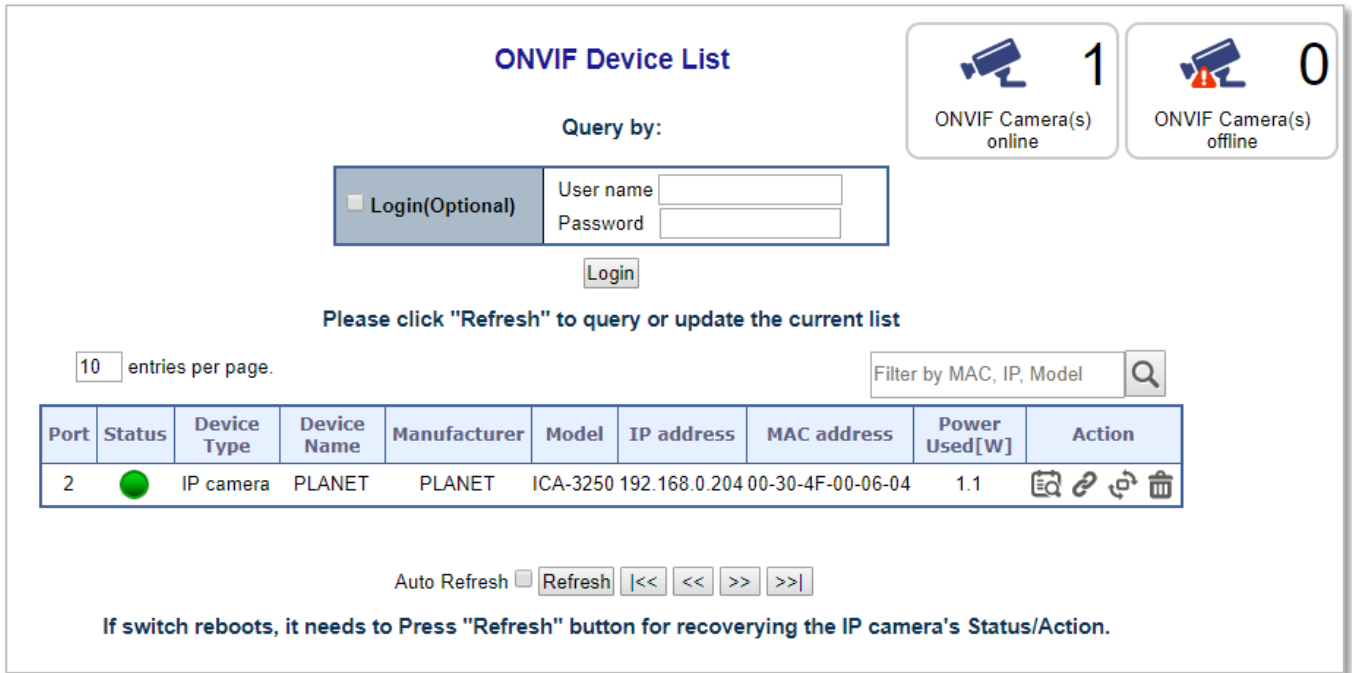 ONVIF Device List
1
ONVIF Camera(s)
online
0
ONVIF Camera(s)
offline
Query by:
Login(Optional)
User name
Password
Login
Please click "Refresh" to query or update the current list
10 entries per page.
Filter by MAC, IP, Model
Port Status Device Type Device Name Manufacturer Model IP address MAC address Power Used[W] Action
2 IP camera PLANET PLANET ICA-3250 192.168.0.204 00-30-4F-00-06-04 1.1
Auto Refresh Refresh |<< << >> >>|
If switch reboots, it needs to Press "Refresh" button for recoverying the IP camera's Status/Action.